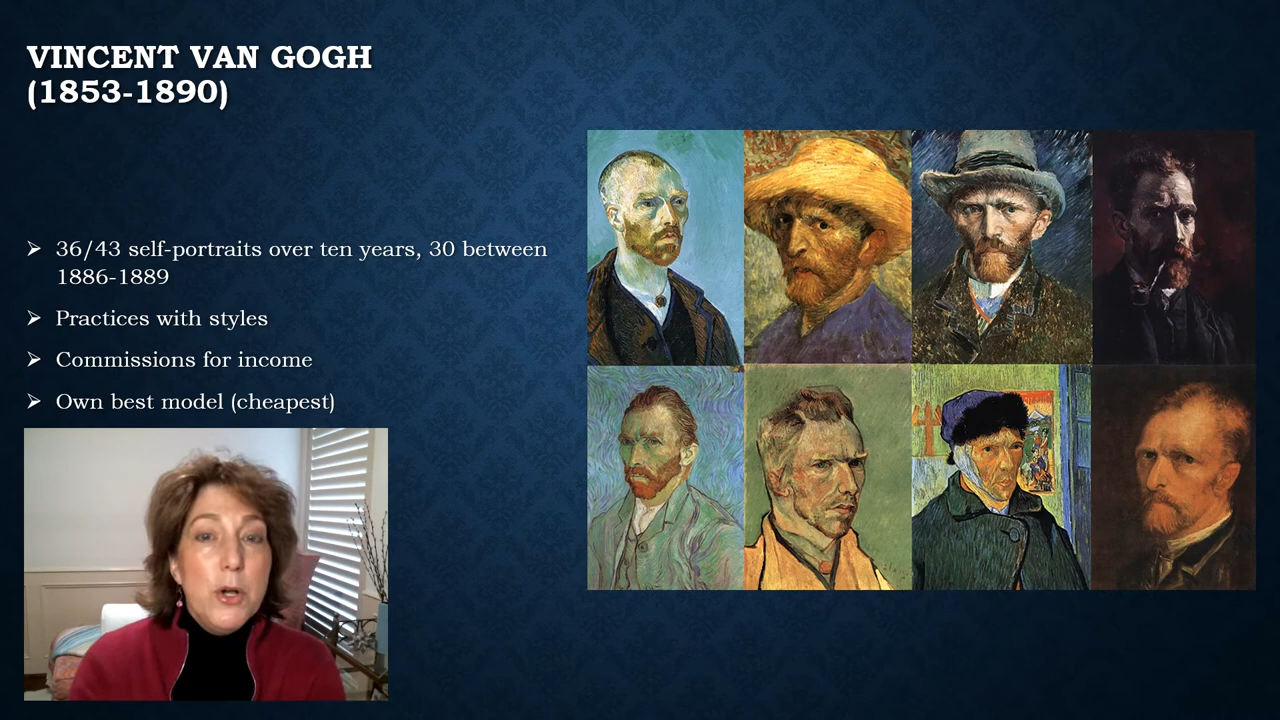 VINCENT VAN GOGH
(1853-1890)
36/43 self-portraits over ten years, 30 between
1886-1889
Practices with styles
Commissions for income
Own best model (cheapest)